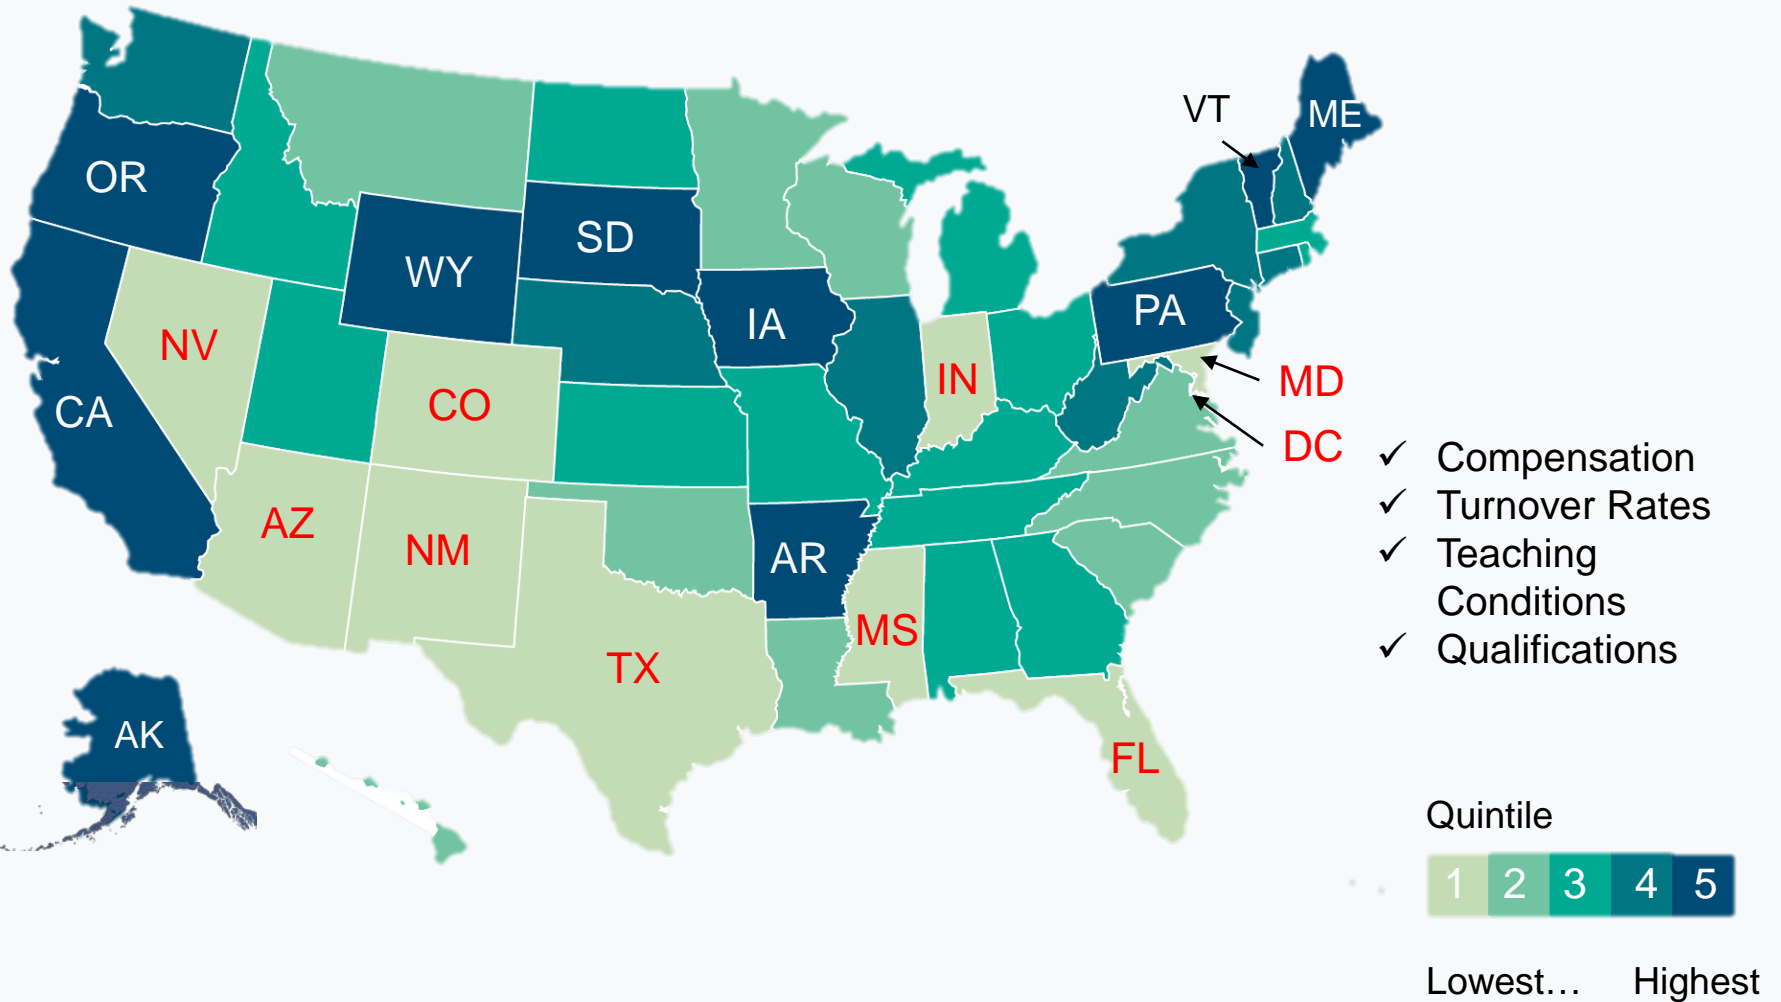 VT
ME
OR
SD
WY
PA
IA
NV
IN
MD
CO
CA
DC
AZ
NM
AR
MS
TX
AK
FL
✓ Compensation
✓ Turnover Rates
✓ Teaching
Conditions
✓ Qualifications
Quintile
1 2 3 4 5
Lowest… Highest